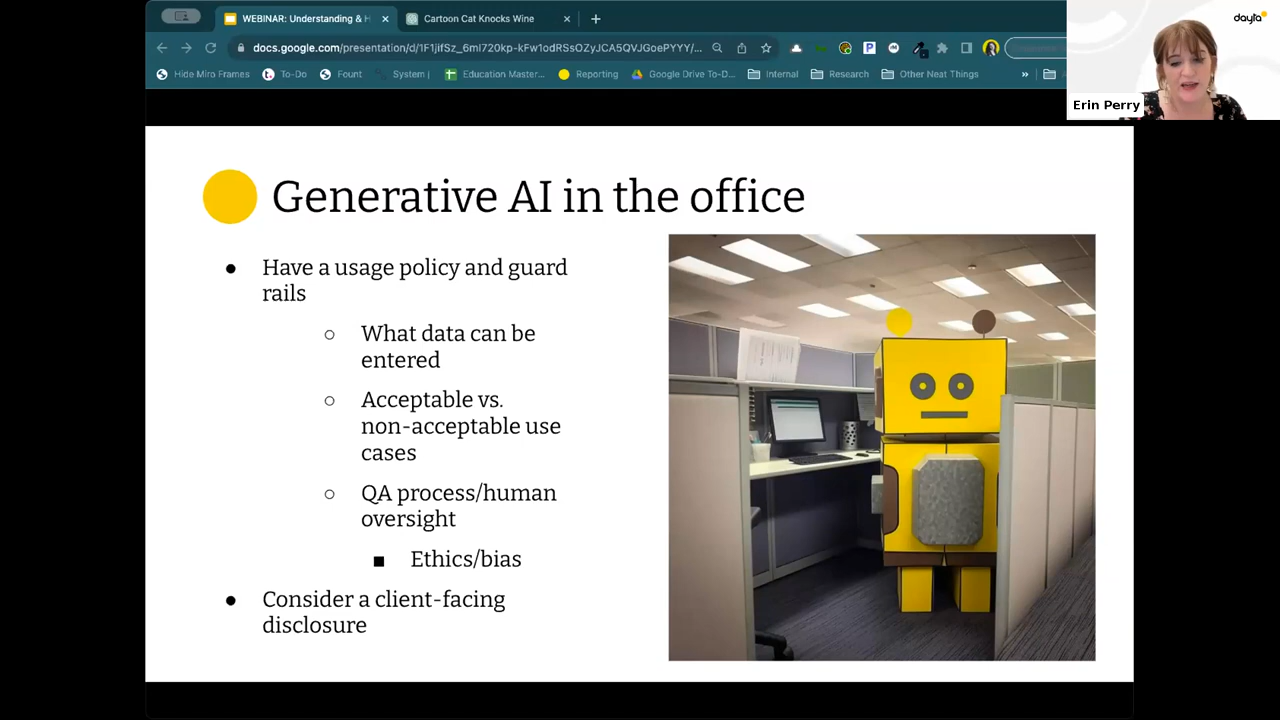 WEBINAR: Understanding & H
Cartoon Cat Knocks Wine
docs.google.com/presentation/d/1F1jifSz_6ml720kp-kFw1odRSsOZyJCA5QVJGoePYYY/...
Hide Miro Frames
To-Do
Fount
System |
Education Master...
Reporting
Google Drive To-D...
Internal
Research
Other Neat Things
»
dayta
Erin Perry
Generative AI in the office
● Have a usage policy and guard
rails
○ What data can be
entered
○ Acceptable vs.
non-acceptable use
cases
○ QA process/human
oversight
■ Ethics/bias
● Consider a client-facing
disclosure